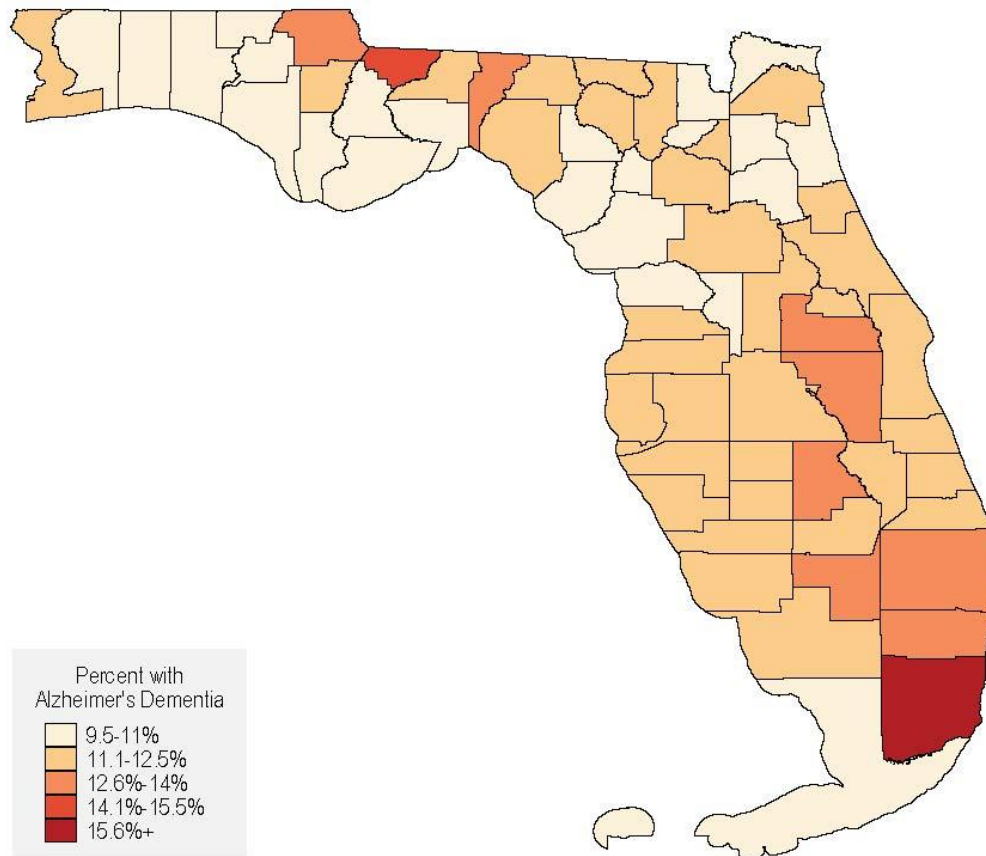 Percent with
Alzheimer's Dementia
9.5-11%
11.1-12.5%
12.6%-14%
14.1%-15.5%
15.6%+